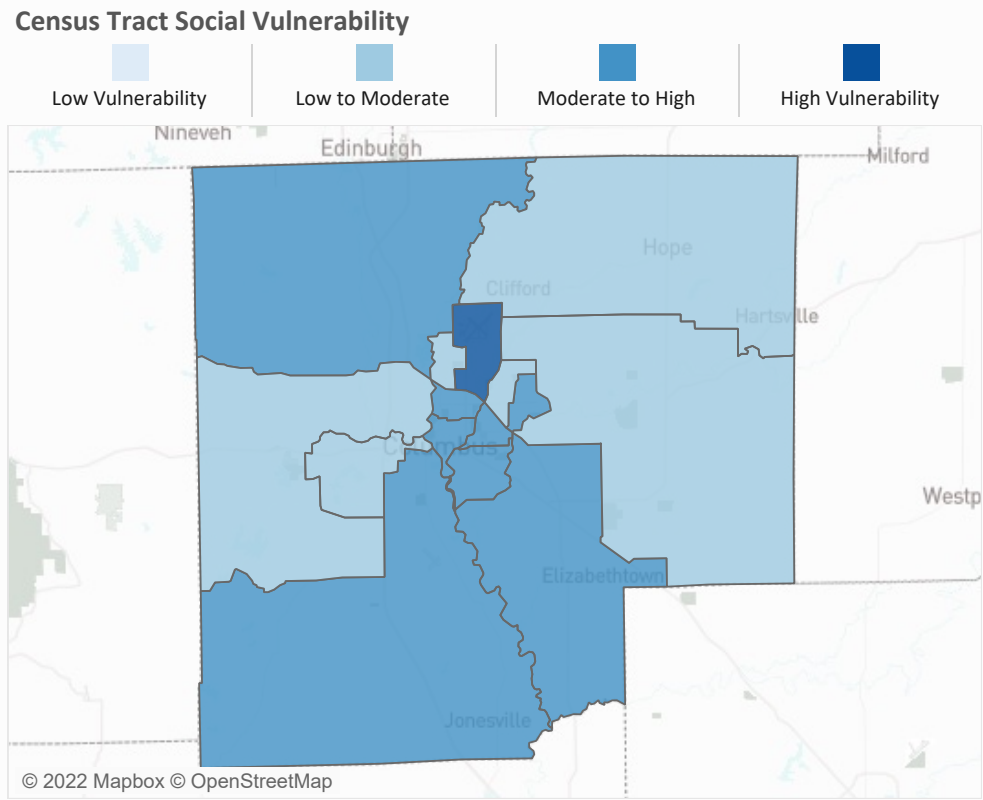 Census Tract Social Vulnerability
Low Vulnerability
Low to Moderate
Moderate to High
High Vulnerability
Nineveh
Edinburgh
Milford
Hope
Clifford
Hartsville
Columbus
Westp
Elizabethtown
Jonesville
© 2022 Mapbox © OpenStreetMap